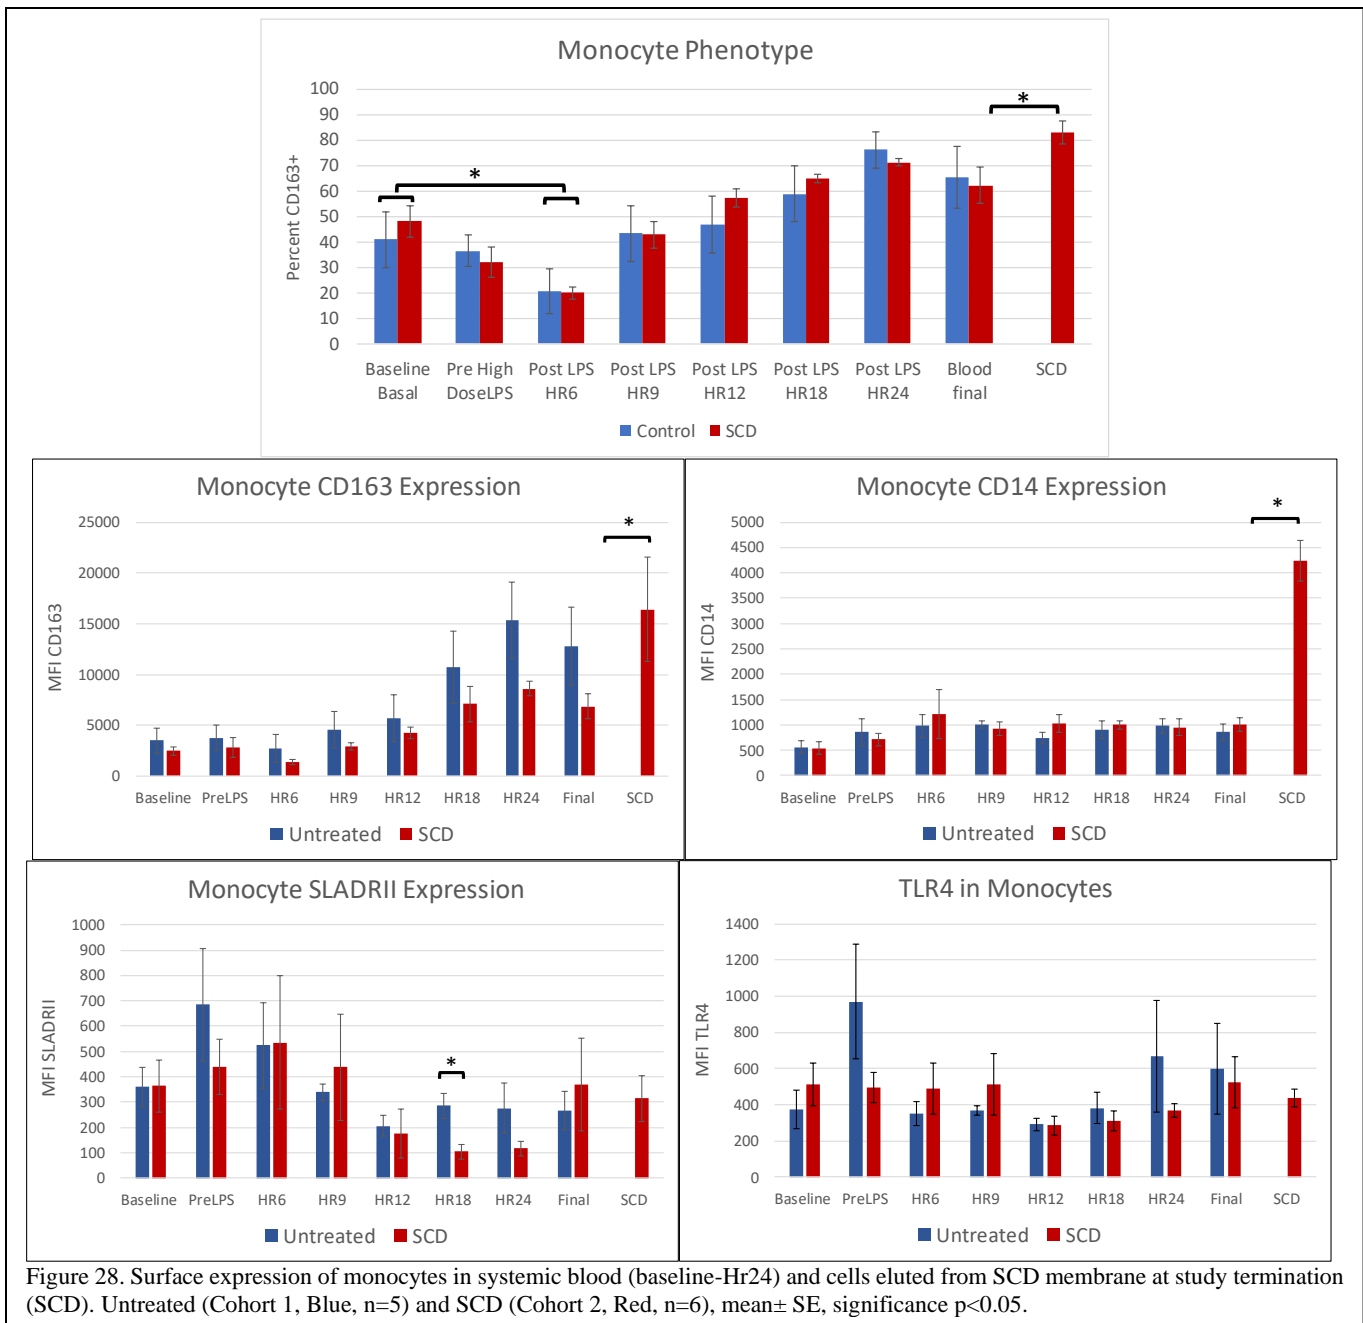 Monocyte Phenotype
*
*
Percent CD163+
100
90
80
70
60
50
40
30
20
10
0
Baseline Pre High Post LPS Post LPS Post LPS Post LPS Post LPS Blood SCD
Basal DoseLPS HR6 HR9 HR12 HR18 HR24 final
Control SCD
Monocyte CD163 Expression
*
MFI CD163
25000
20000
15000
10000
5000
0
Baseline PreLPS HR6 HR9 HR12 HR18 HR24 Final SCD
Untreated SCD
Monocyte CD14 Expression
*
MFI CD14
5000
4500
4000
3500
3000
2500
2000
1500
1000
500
0
Baseline PreLPS HR6 HR9 HR12 HR18 HR24 Final SCD
Untreated SCD
Monocyte SLADRII Expression
*
MFI SLADRII
1000
900
800
700
600
500
400
300
200
100
0
Baseline PreLPS HR6 HR9 HR12 HR18 HR24 Final SCD
Untreated SCD
TLR4 in Monocytes
MFI TLR4
1400
1200
1000
800
600
400
200
0
Baseline PreLPS HR6 HR9 HR12 HR18 HR24 Final SCD
Untreated SCD
Figure 28. Surface expression of monocytes in systemic blood (baseline-Hr24) and cells eluted from SCD membrane at study termination
(SCD). Untreated (Cohort 1, Blue, n=5) and SCD (Cohort 2, Red, n=6), mean± SE, significance p<0.05.